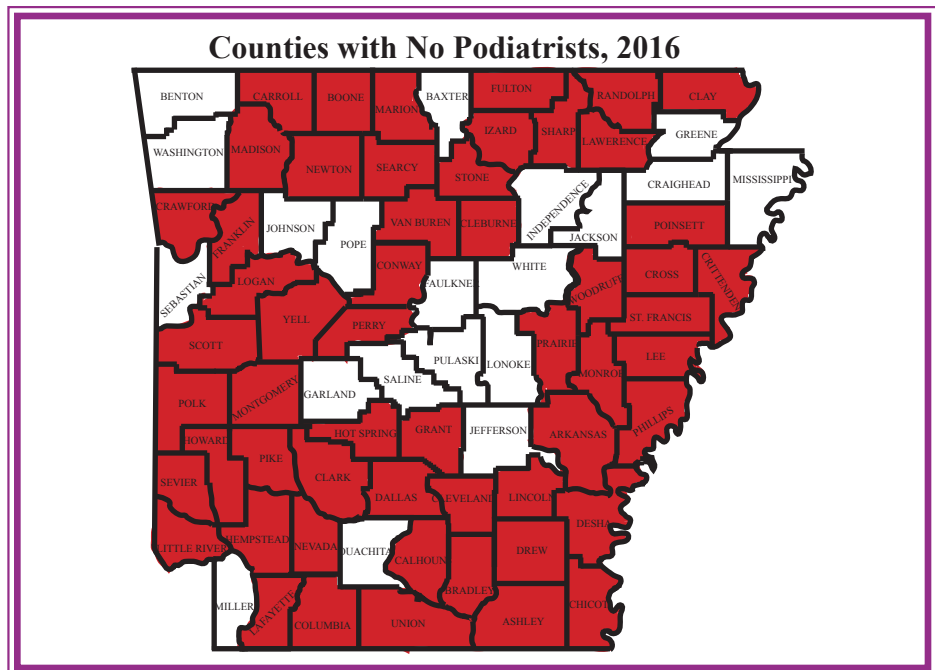 Counties with No Podiatrists, 2016
BENTON
CARROLL
BOONE
MARION
BAXTER
FULTON
RANDOLPH
CLAY
GREENE
WASHINGTON
MADISON
NEWTON
SEARCY
STONE
IZARD
SHARP
LAWERENCE
CRAIGHEAD
MISSISSIPPI
CRAWFORD
FRANKLIN
JOHNSON
POPE
VAN BUREN
CLEBURNE
INDEPENDENCE
JACKSON
POINSETT
SEBASTIAN
LOGAN
CONWAY
FAULKNER
WHITE
WOODRUFF
CROSS
CRITTENDEN
SCOTT
YELL
PERRY
PULASKI
LONOKE
PRAIRIE
ST. FRANCIS
MONROE
LEE
POLK
MONTGOMERY
GARLAND
SALINE
HOT SPRING
GRANT
JEFFERSON
ARKANSAS
PHILLIPS
HOWARD
PIKE
SEVIER
CLARK
DALLAS
CLEVELAND
LINCOLN
DESHA
LITTLE RIVER
HEMPSTEAD
NEVADA
OUACHITA
CALHOUN
DREW
BRADLEY
MILLER
LAFAYETTE
COLUMBIA
UNION
ASHLEY
CHICOT